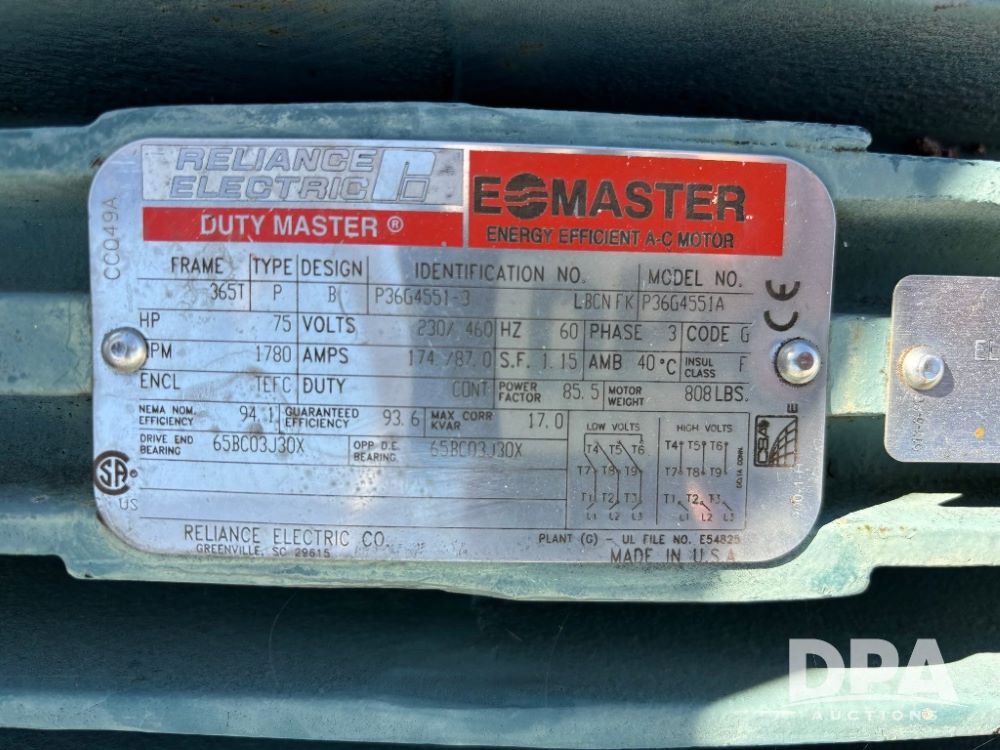 RELIANCE
ELECTRIC
DUTY MASTER ®
E MASTER
ENERGY EFFICIENT A-C MOTOR
CCQ49A
FRAME 365T TYPE P DESIGN B IDENTIFICATION NO. P36G4551-3 MODEL NO. P36G4551A
HP 75 VOLTS 230/ 460 HZ 60 PHASE 3 CODE G
RPM 1780 AMPS 174./87.0 S.F. 1.15 AMB 40°C INSUL CLASS F
ENCL TEFC DUTY CONT POWER FACTOR 85.5 MOTOR WEIGHT 808 LBS.
NEMA NOM. EFFICIENCY 94.1 GUARANTEED EFFICIENCY 93.6 MAX CORR KVAR 17.0
DRIVE END BEARING 65BC03J30X OPP D.E. BEARING 65BC03J30X
LOW VOLTS HIGH VOLTS
T4 T5 T6 T4 T5 T6
T7 T8 T9 T7 T8 T9
T1 T2 T3 T1 T2 T3
L1 L2 L3 L1 L2 L3
CE
SA
US
RELIANCE ELECTRIC CO.
GREENVILLE, SC 29615
PLANT (G) - UL FILE NO. E54825
MADE IN U.S.A
EL
DPA
AUCTIONS